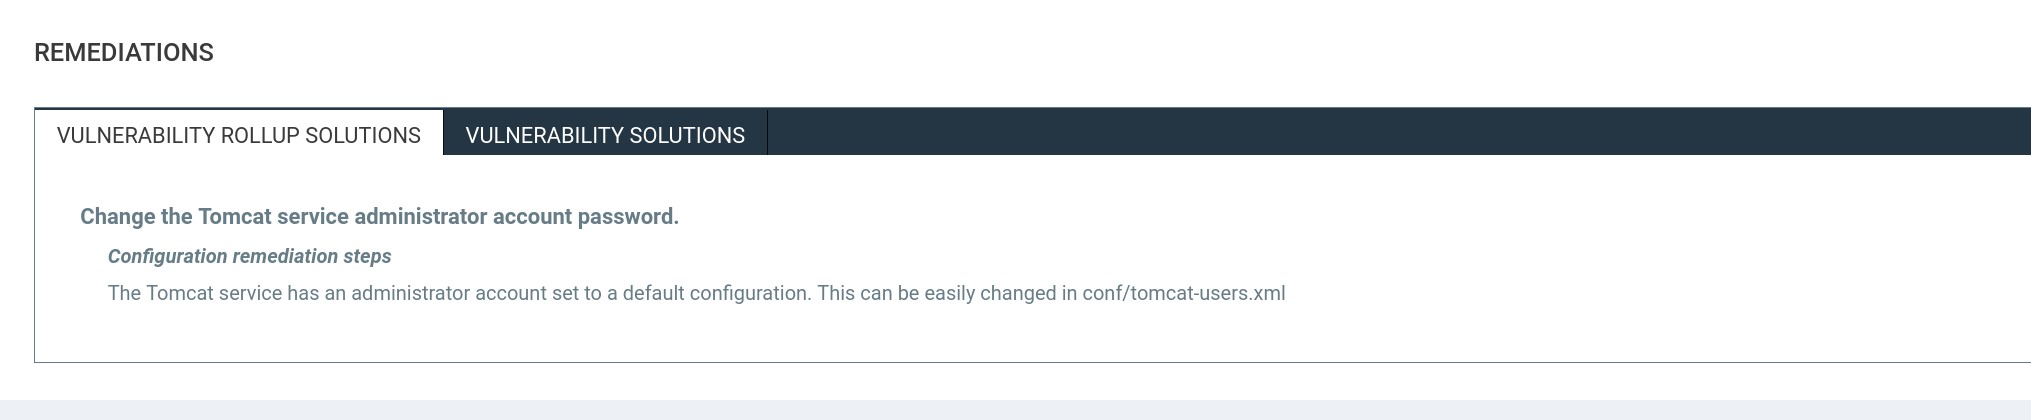 REMEDIATIONS
VULNERABILITY ROLLUP SOLUTIONS
VULNERABILITY SOLUTIONS
Change the Tomcat service administrator account password.
Configuration remediation steps
The Tomcat service has an administrator account set to a default configuration. This can be easily changed in conf/tomcat-users.xml